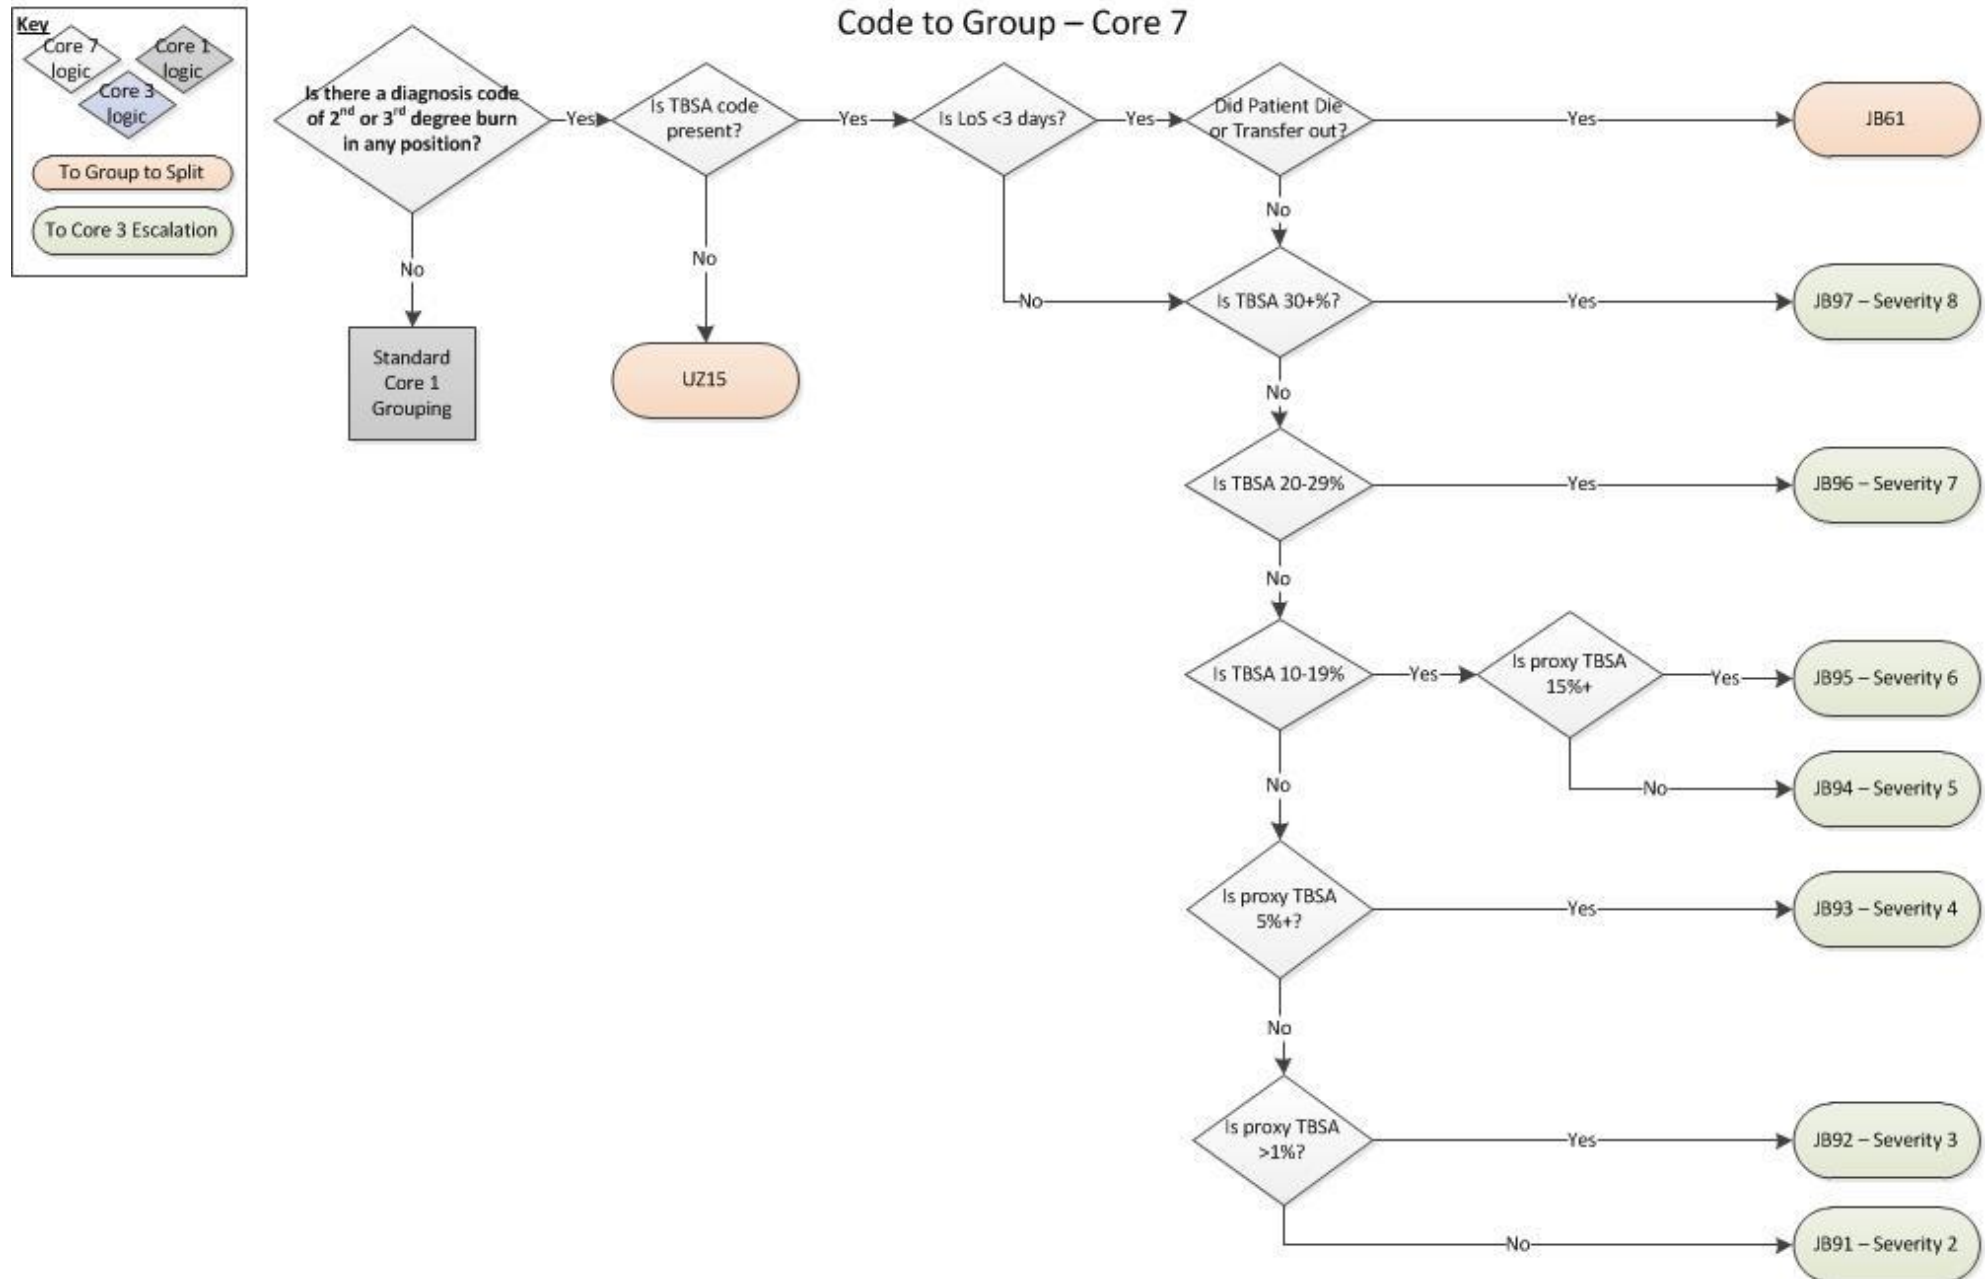 Code to Group – Core 7
Key
Core 7
logic
Core 1
logic
Core 3
logic
To Group to Split
To Core 3 Escalation
Is there a diagnosis code
of 2nd or 3rd degree burn
in any position?
Yes
Is TBSA code
present?
Yes
Is LoS <3 days?
Yes
Did Patient Die
or Transfer out?
Yes
JB61
No
Standard
Core 1
Grouping
No
UZ15
No
No
Is TBSA 30+%?
Yes
JB97 – Severity 8
No
Is TBSA 20-29%
Yes
JB96 – Severity 7
No
Is TBSA 10-19%
Yes
Is proxy TBSA
15%+
Yes
JB95 – Severity 6
No
JB94 – Severity 5
No
Is proxy TBSA
5%+?
Yes
JB93 – Severity 4
No
Is proxy TBSA
>1%?
Yes
JB92 – Severity 3
No
JB91 – Severity 2